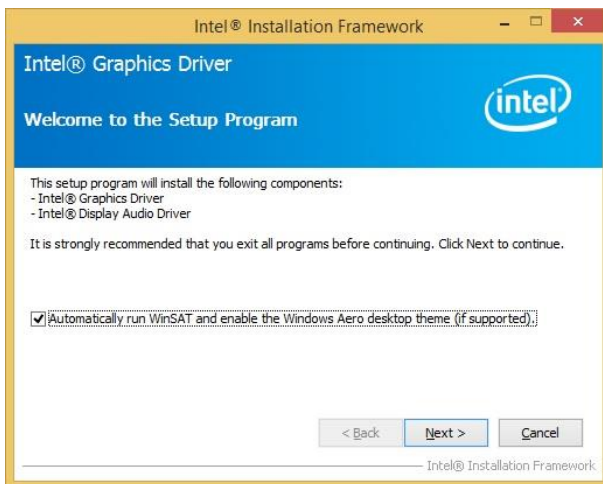 Intel® Installation Framework
Intel® Graphics Driver
Welcome to the Setup Program
intel
This setup program will install the following components:
- Intel® Graphics Driver
- Intel® Display Audio Driver
It is strongly recommended that you exit all programs before continuing. Click Next to continue.
Automatically run WinSAT and enable the Windows Aero desktop theme (if supported).
< Back Next > Cancel
Intel® Installation Framework